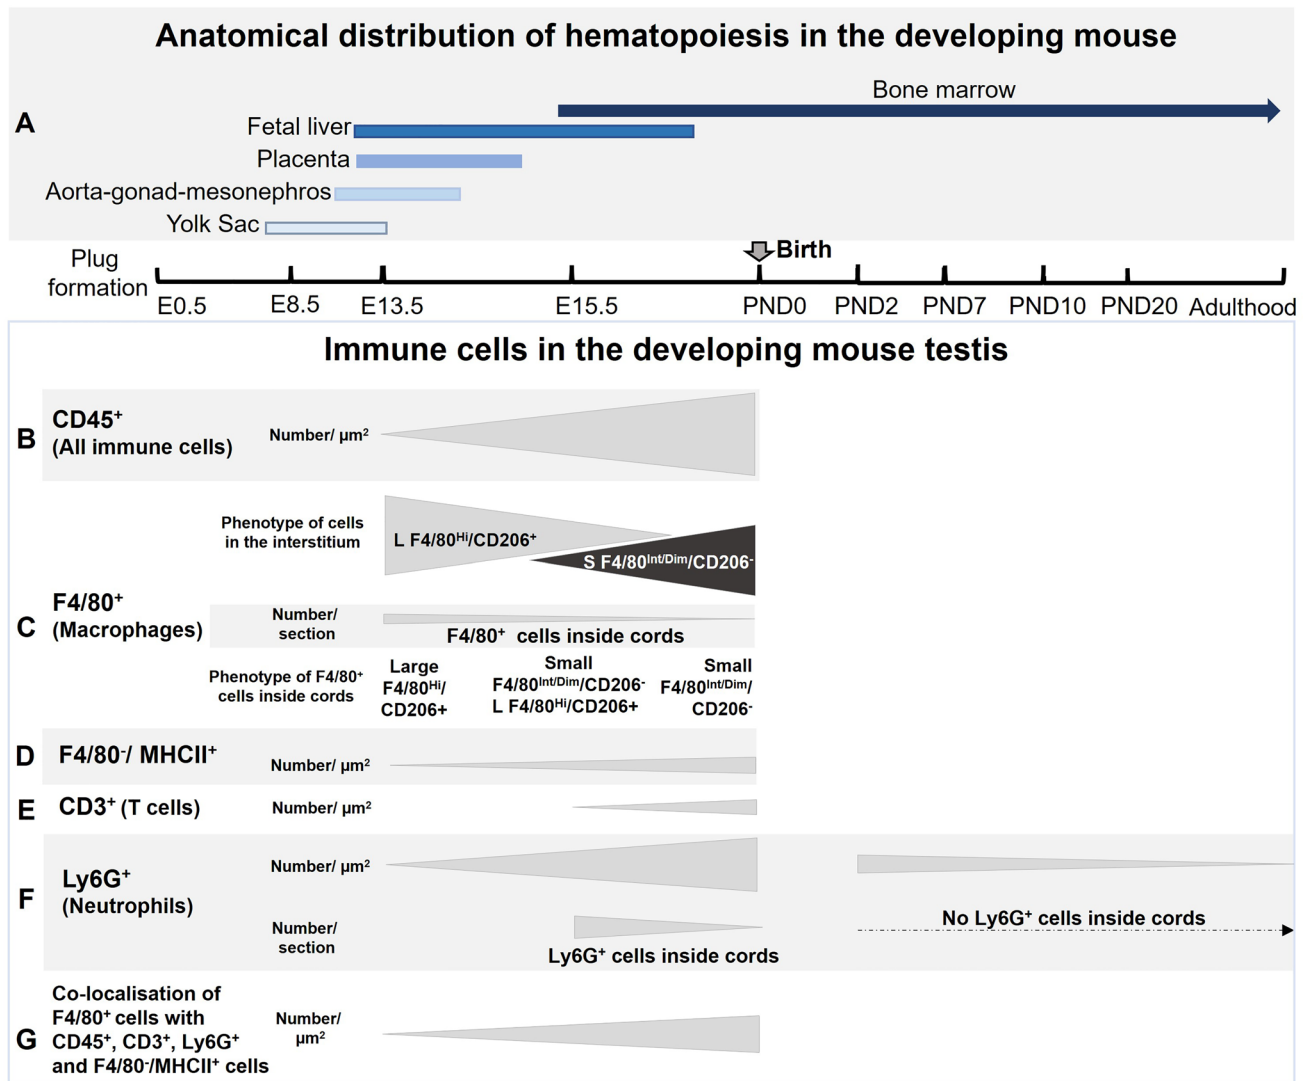 Anatomical distribution of hematopoiesis in the developing mouse
A
Bone marrow
Fetal liver
Placenta
Aorta-gonad-mesonephros
Yolk Sac
Birth
Plug
formation
E0.5 E8.5 E13.5 E15.5 PND0 PND2 PND7 PND10 PND20 Adulthood
Immune cells in the developing mouse testis
B
CD45⁺
(All immune cells)
Number/ µm²
Phenotype of cells
in the interstitium
L F4/80ᴴⁱ/CD206⁺
S F4/80ᴵⁿᵗ/ᴰⁱᵐ/CD206⁻
C
F4/80⁺
(Macrophages)
Number/
section
F4/80⁺ cells inside cords
Phenotype of F4/80⁺
cells inside cords
Large
F4/80ᴴⁱ/
CD206+
Small
F4/80ᴵⁿᵗ/ᴰⁱᵐ/CD206⁻
L F4/80ᴴⁱ/CD206+
Small
F4/80ᴵⁿᵗ/ᴰⁱᵐ/
CD206⁻
D
F4/80⁻/ MHCII⁺
Number/ µm²
E
CD3⁺ (T cells)
Number/ µm²
F
Ly6G⁺
(Neutrophils)
Number/ µm²
Number/
section
Ly6G⁺ cells inside cords
No Ly6G⁺ cells inside cords
G
Co-localisation of
F4/80⁺ cells with
CD45⁺, CD3⁺, Ly6G⁺
and F4/80⁻/MHCII⁺ cells
Number/
µm²